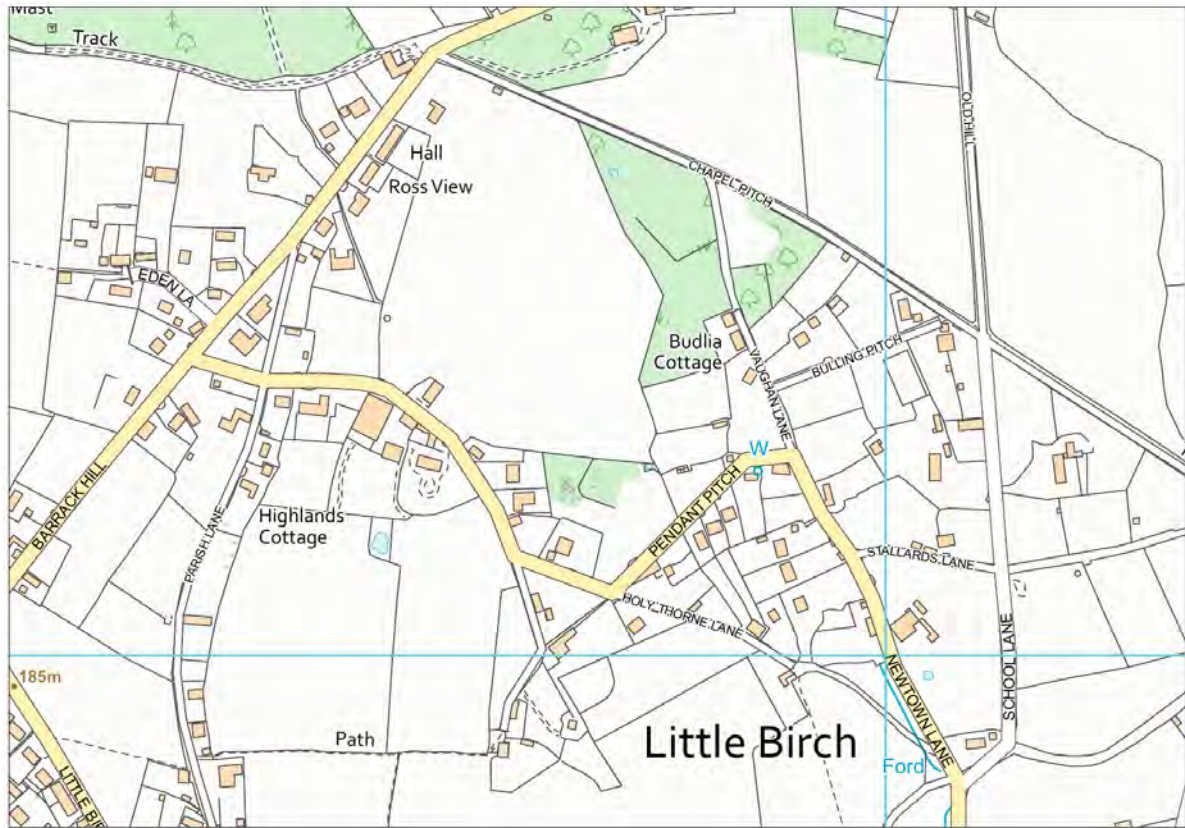 Mast
Track
OLD HILL
Hall
Ross View
CHAPEL PITCH
EDEN LA
Budlia
Cottage
VAUGHAN LANE
BULLING PITCH
W
BARRACK HILL
PENDANT PITCH
Highlands
Cottage
PARISH LANE
STALLARDS LANE
HOLY THORNE LANE
185m
NEWTOWN LANE
SCHOOL LANE
Path
Little Birch
Ford
LITTLE